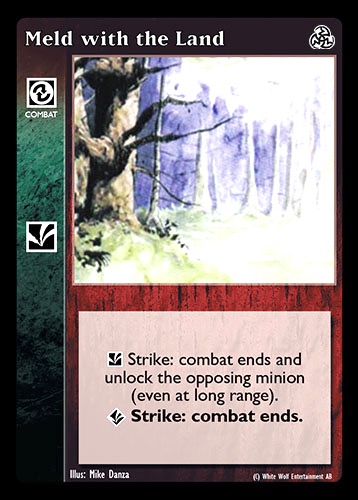 Meld with the Land
COMBAT
Strike: combat ends and
unlock the opposing minion
(even at long range).
Strike: combat ends.
Illus: Mike Danza
(C) White Wolf Entertainment AB